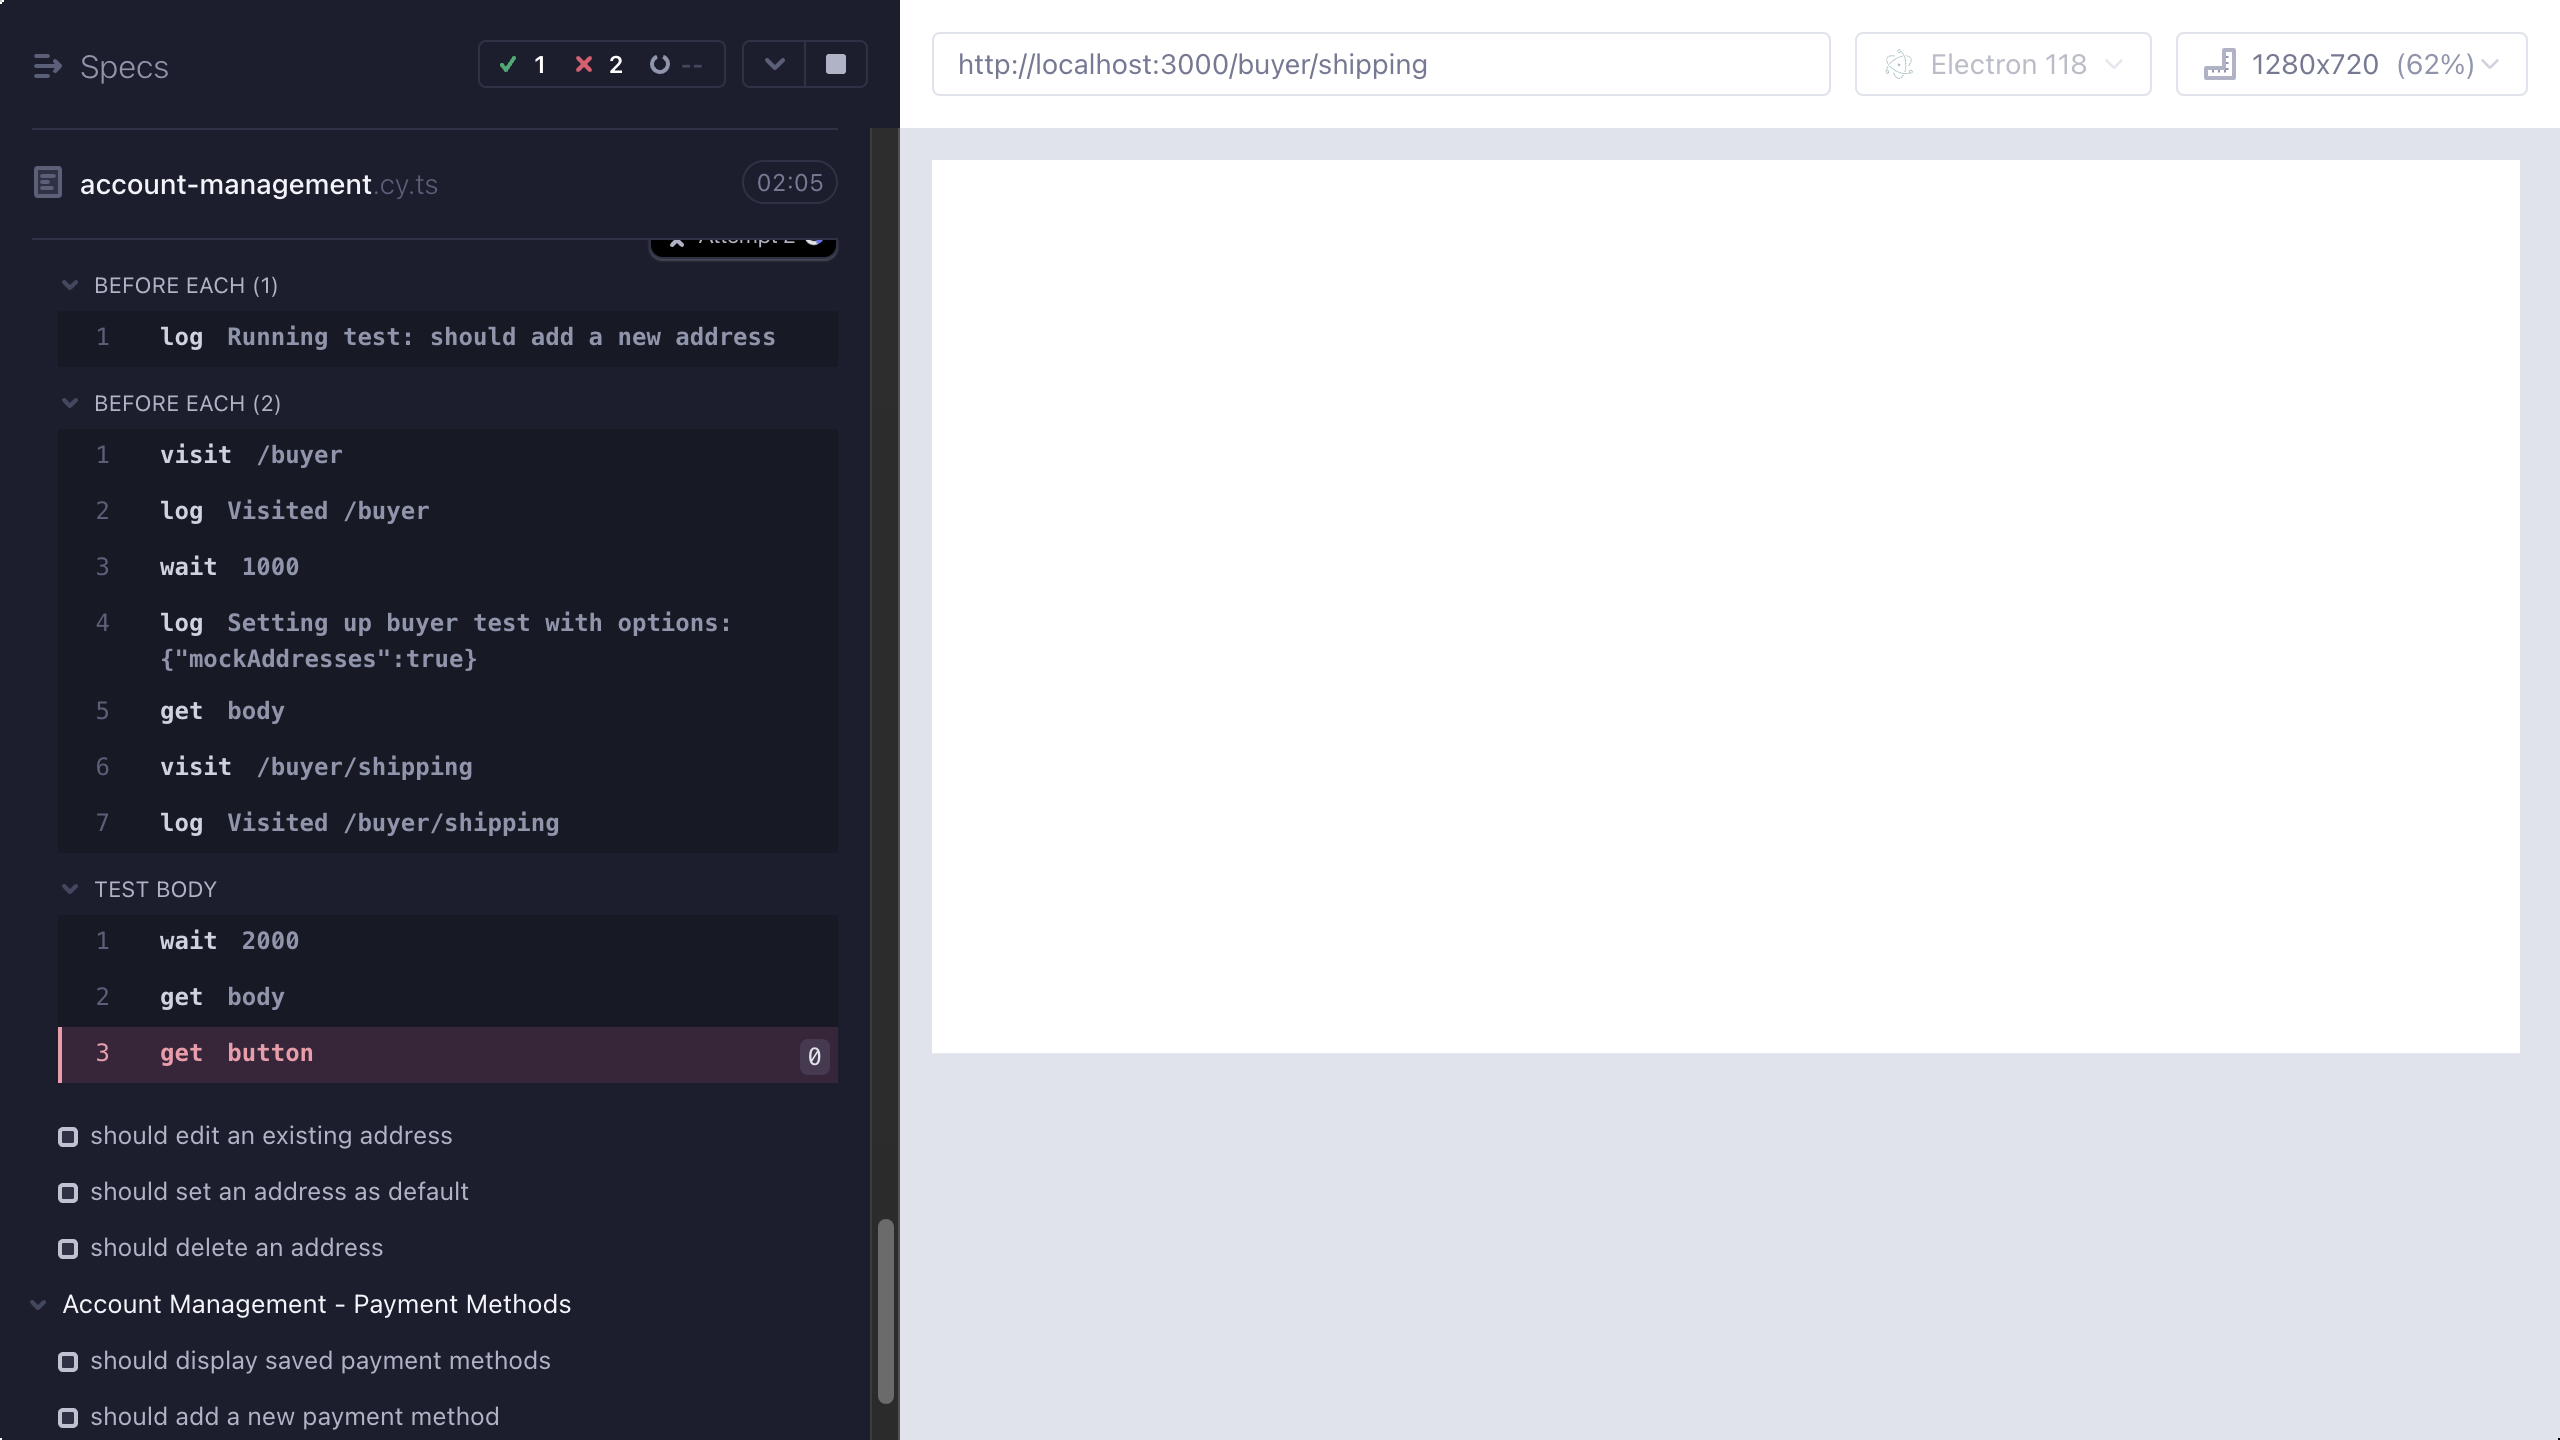 Specs
1 2 --
account-management.cy.ts
02:05
Attempt 2
BEFORE EACH (1)
1 log Running test: should add a new address
BEFORE EACH (2)
1 visit /buyer
2 log Visited /buyer
3 wait 1000
4 log Setting up buyer test with options:
{"mockAddresses":true}
5 get body
6 visit /buyer/shipping
7 log Visited /buyer/shipping
TEST BODY
1 wait 2000
2 get body
3 get button 0
should edit an existing address
should set an address as default
should delete an address
Account Management - Payment Methods
should display saved payment methods
should add a new payment method
http://localhost:3000/buyer/shipping
Electron 118
1280x720 (62%)